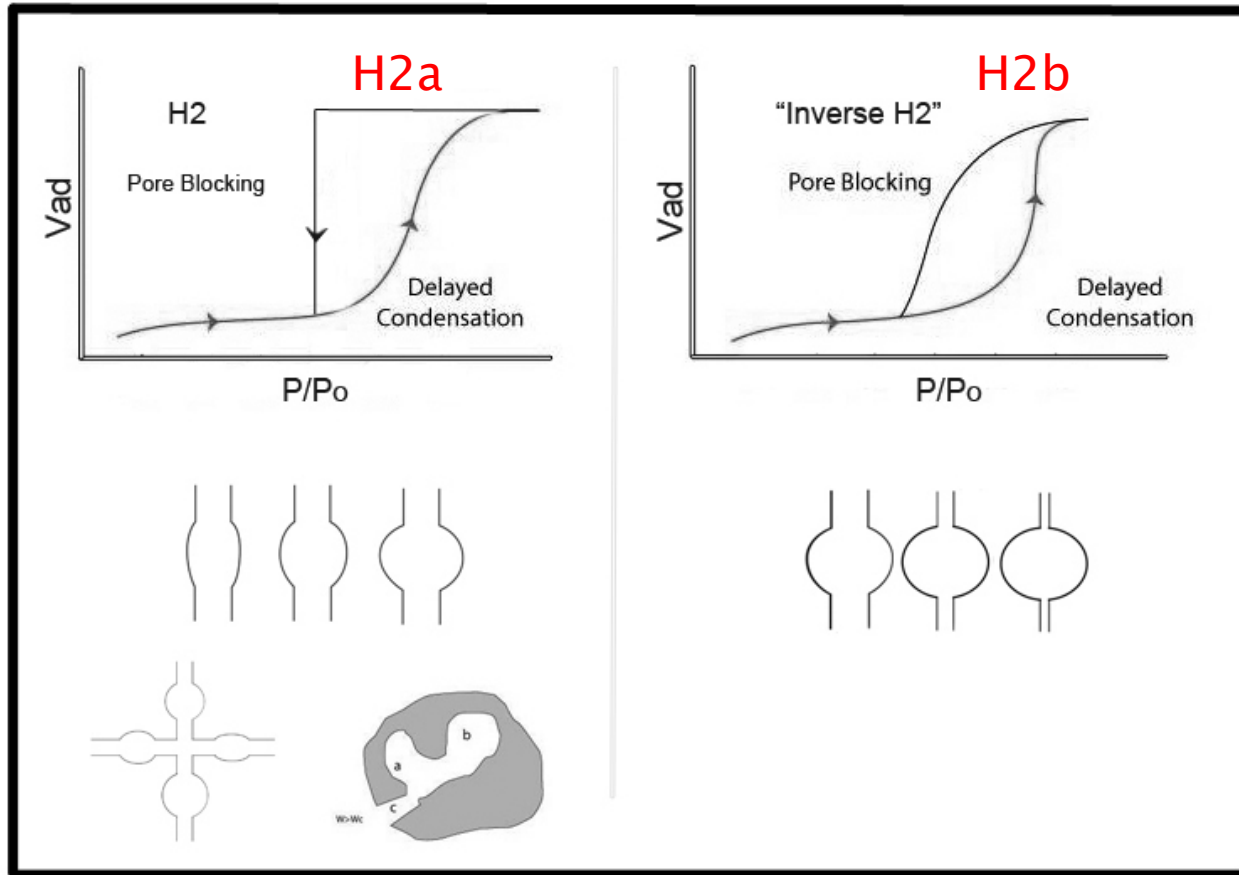 H2a
H2
Pore Blocking
Vad
Delayed
Condensation
P/Po
a
b
c
W>Wc
H2b
“Inverse H2”
Pore Blocking
Vad
Delayed
Condensation
P/Po